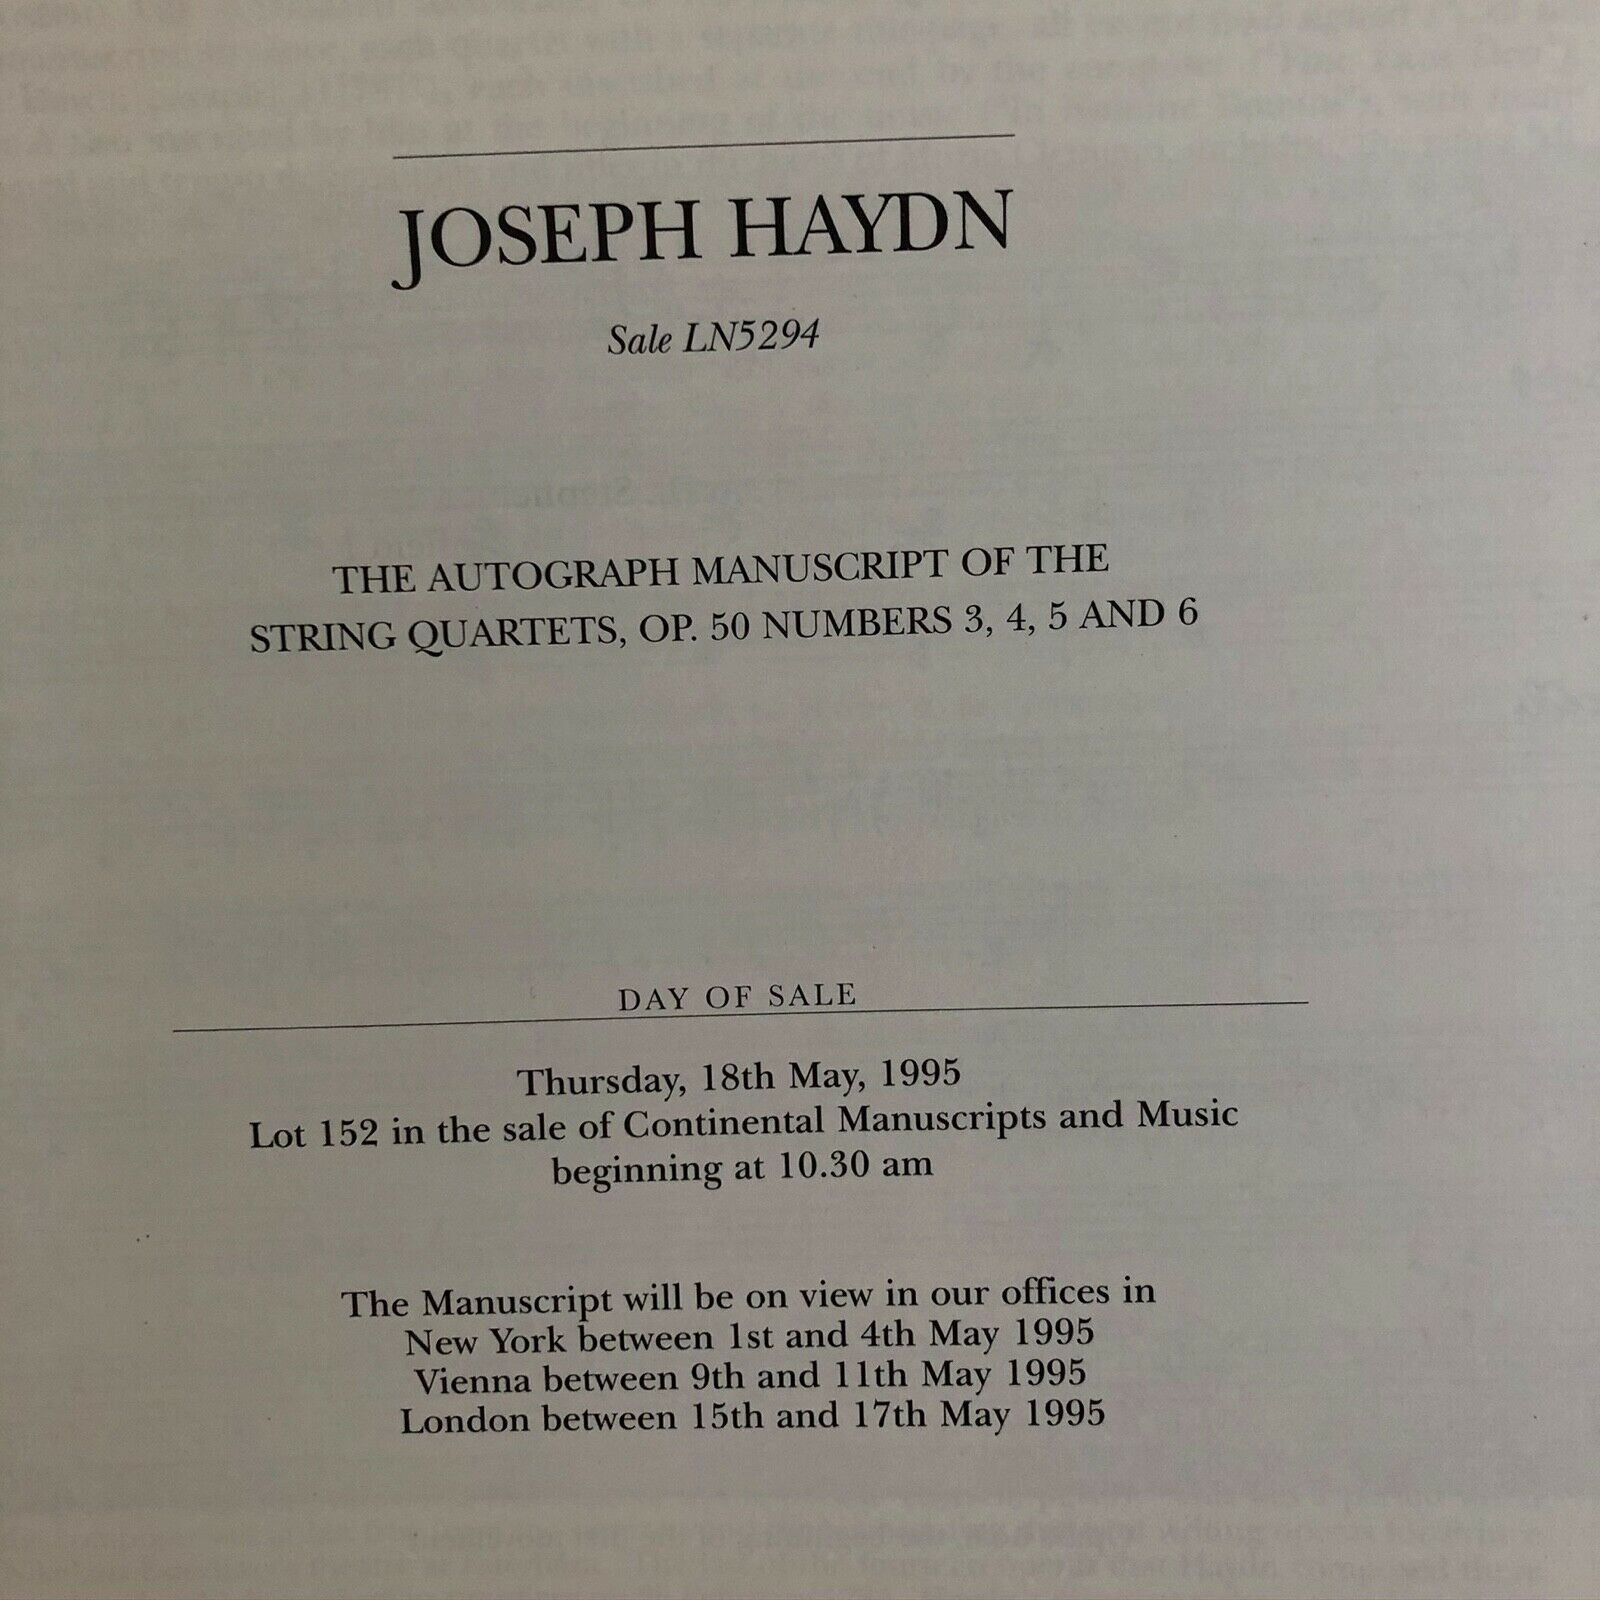 JOSEPH HAYDN
Sale LN5294
THE AUTOGRAPH MANUSCRIPT OF THE
STRING QUARTETS, OP. 50 NUMBERS 3, 4, 5 AND 6
DAY OF SALE
Thursday, 18th May, 1995
Lot 152 in the sale of Continental Manuscripts and Music
beginning at 10.30 am
The Manuscript will be on view in our offices in
New York between 1st and 4th May 1995
Vienna between 9th and 11th May 1995
London between 15th and 17th May 1995